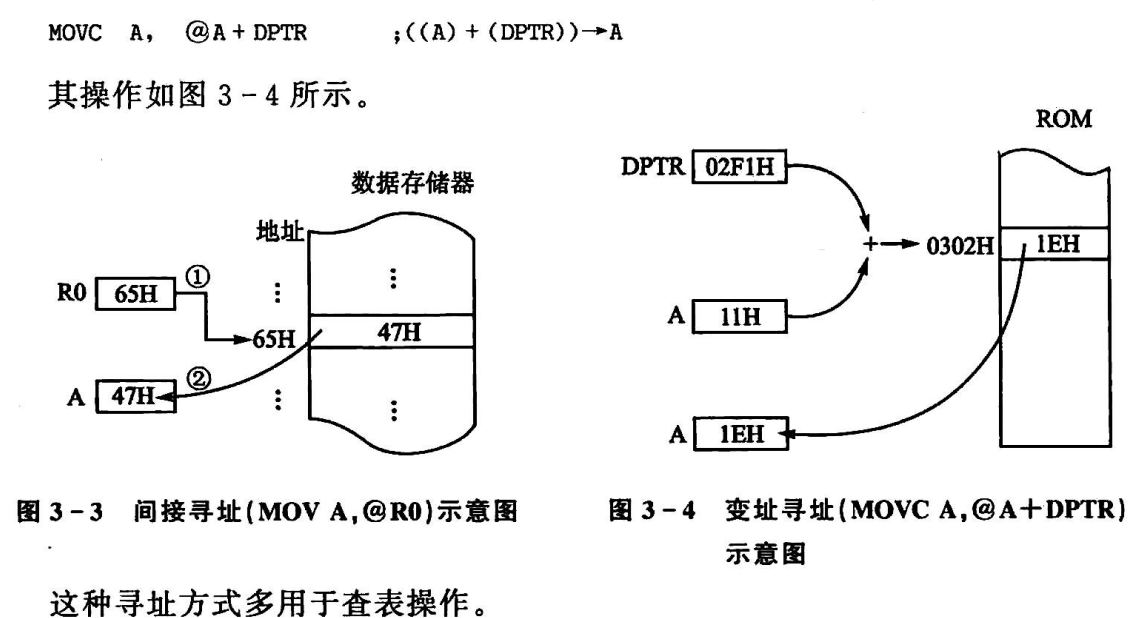 MOVC A, @A+DPTR ;((A)+(DPTR))→A
其操作如图 3-4 所示。
数据存储器
地址
R0 65H ①
⋮ ⋮
65H 47H
A 47H ②
⋮ ⋮
图 3-3 间接寻址(MOV A,@R0)示意图
ROM
DPTR 02F1H
+ → 0302H 1EH
A 11H
A 1EH
图 3-4 变址寻址(MOVC A,@A+DPTR)
示意图
这种寻址方式多用于查表操作。